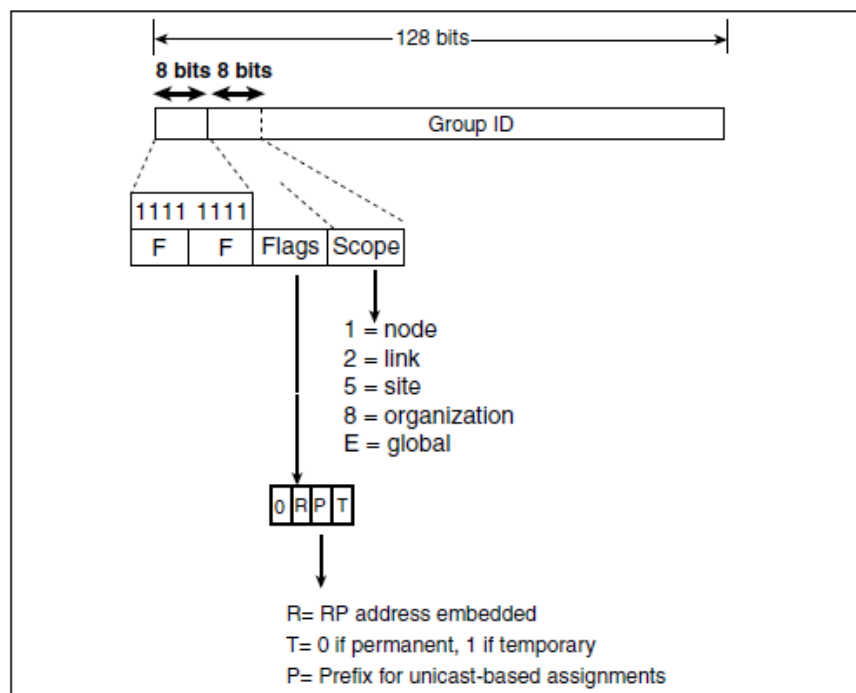 128 bits
8 bits 8 bits
Group ID
1111 1111
F F Flags Scope
1 = node
2 = link
5 = site
8 = organization
E = global
0 R P T
R= RP address embedded
T= 0 if permanent, 1 if temporary
P= Prefix for unicast-based assignments